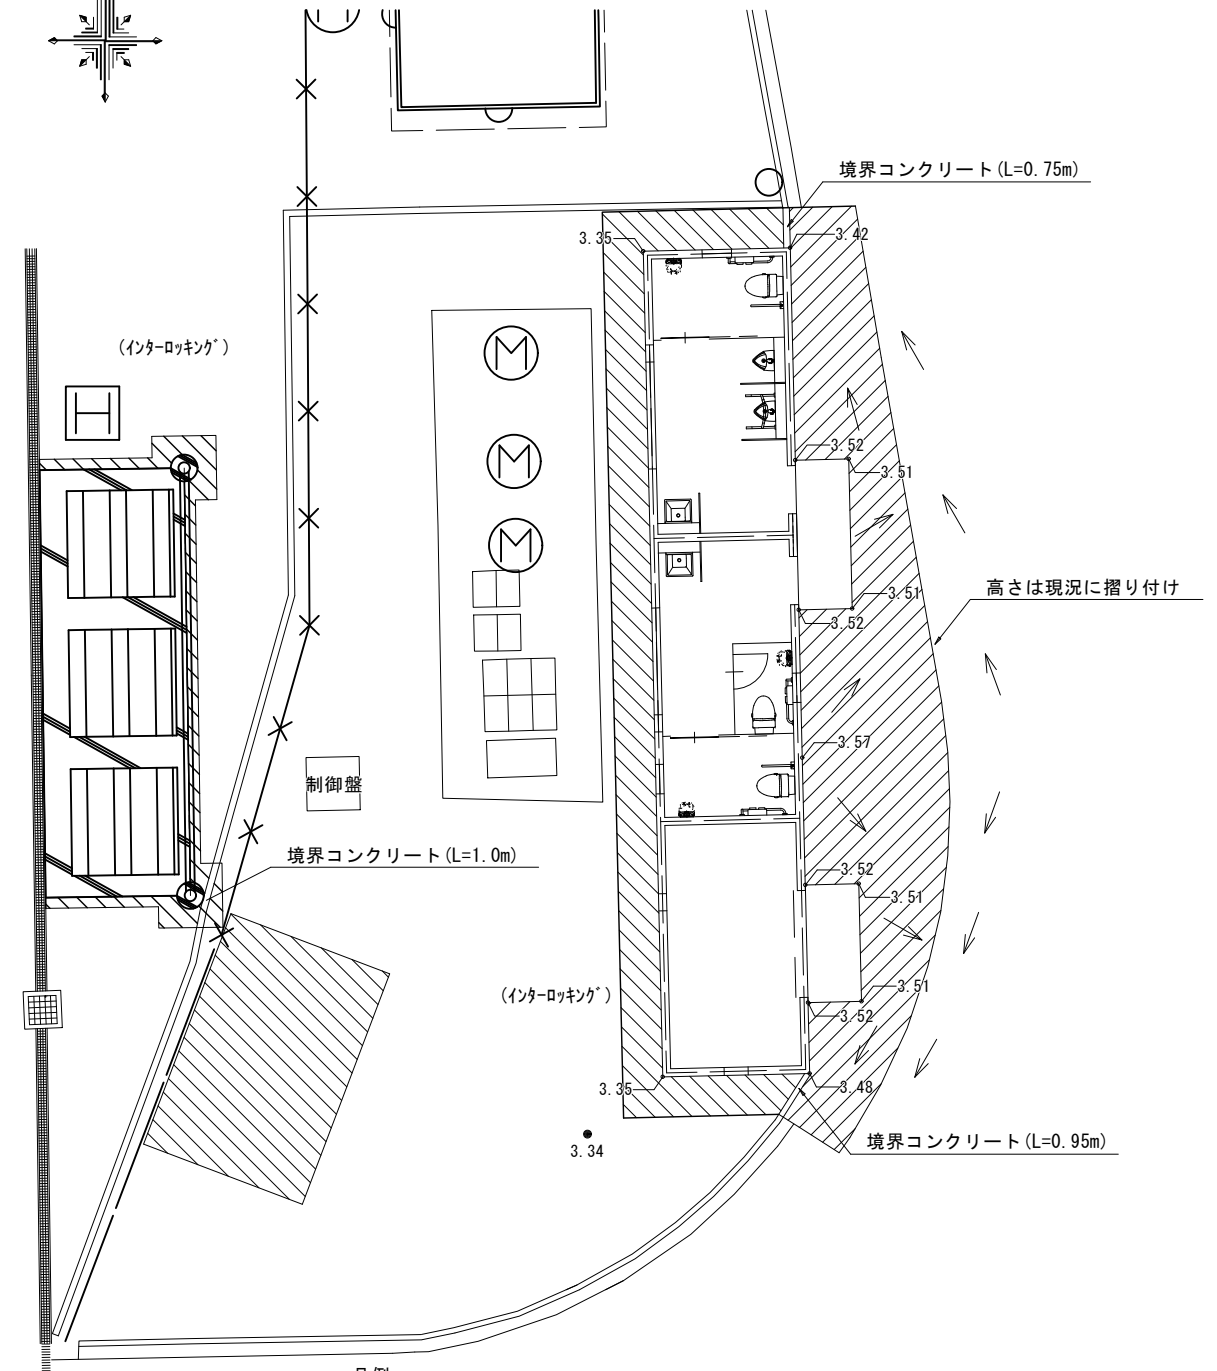 境界コンクリート(L=0.75m)
3.35
3.42
(インターロッキング)
M
H
M
3.52
3.51
M
高さは現況に摺り付け
3.51
3.52
3.57
制御盤
境界コンクリート(L=1.0m)
3.52
3.51
(インターロッキング)
3.51
3.52
3.35
3.48
境界コンクリート(L=0.95m)
3.34